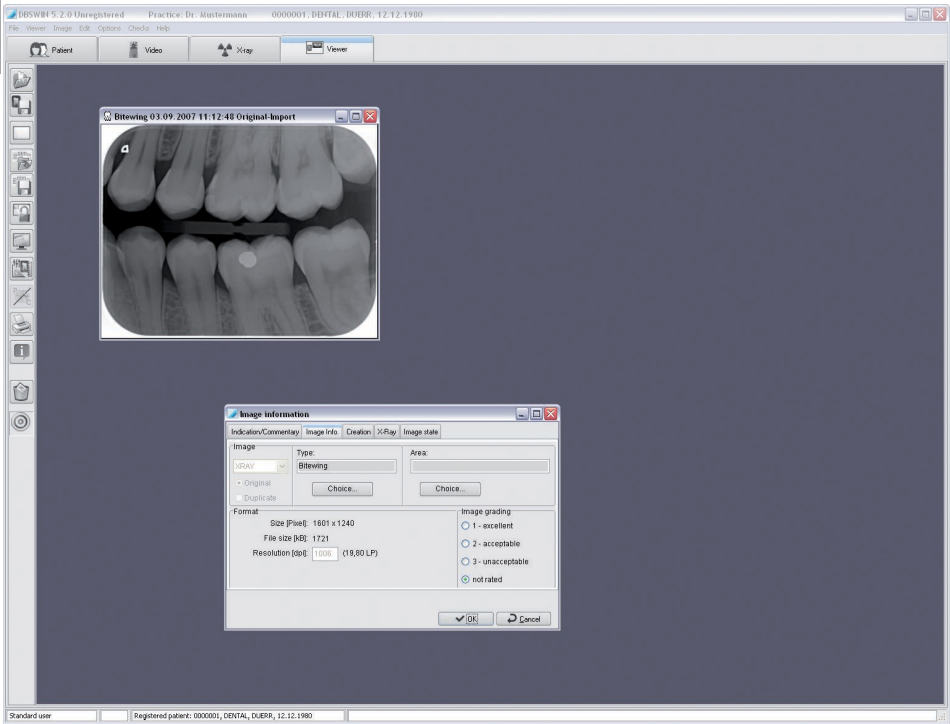 DBSWIN 5.2.0 Unregistered Practice: Dr. Mustermann 0000001, DENTAL, DUERR, 12.12.1980
File Viewer Image Edit Options Checks Help
Patient Video X-ray Viewer
Bitewing 03.09.2007 11:12:48 Original-Import
Image information
Indication/Commentary Image Info. Creation X-Ray Image state
Image
Type: Area:
XRAY Bitewing
Original
Choice... Choice...
Duplicate
Format Image grading
Size [Pixel]: 1601 x 1240 1 - excellent
File size [kB]: 1721 2 - acceptable
Resolution [dpi]: 1006 (19,80 LP) 3 - unacceptable
not rated
OK Cancel
Standard user Registered patient: 0000001, DENTAL, DUERR, 12.12.1980